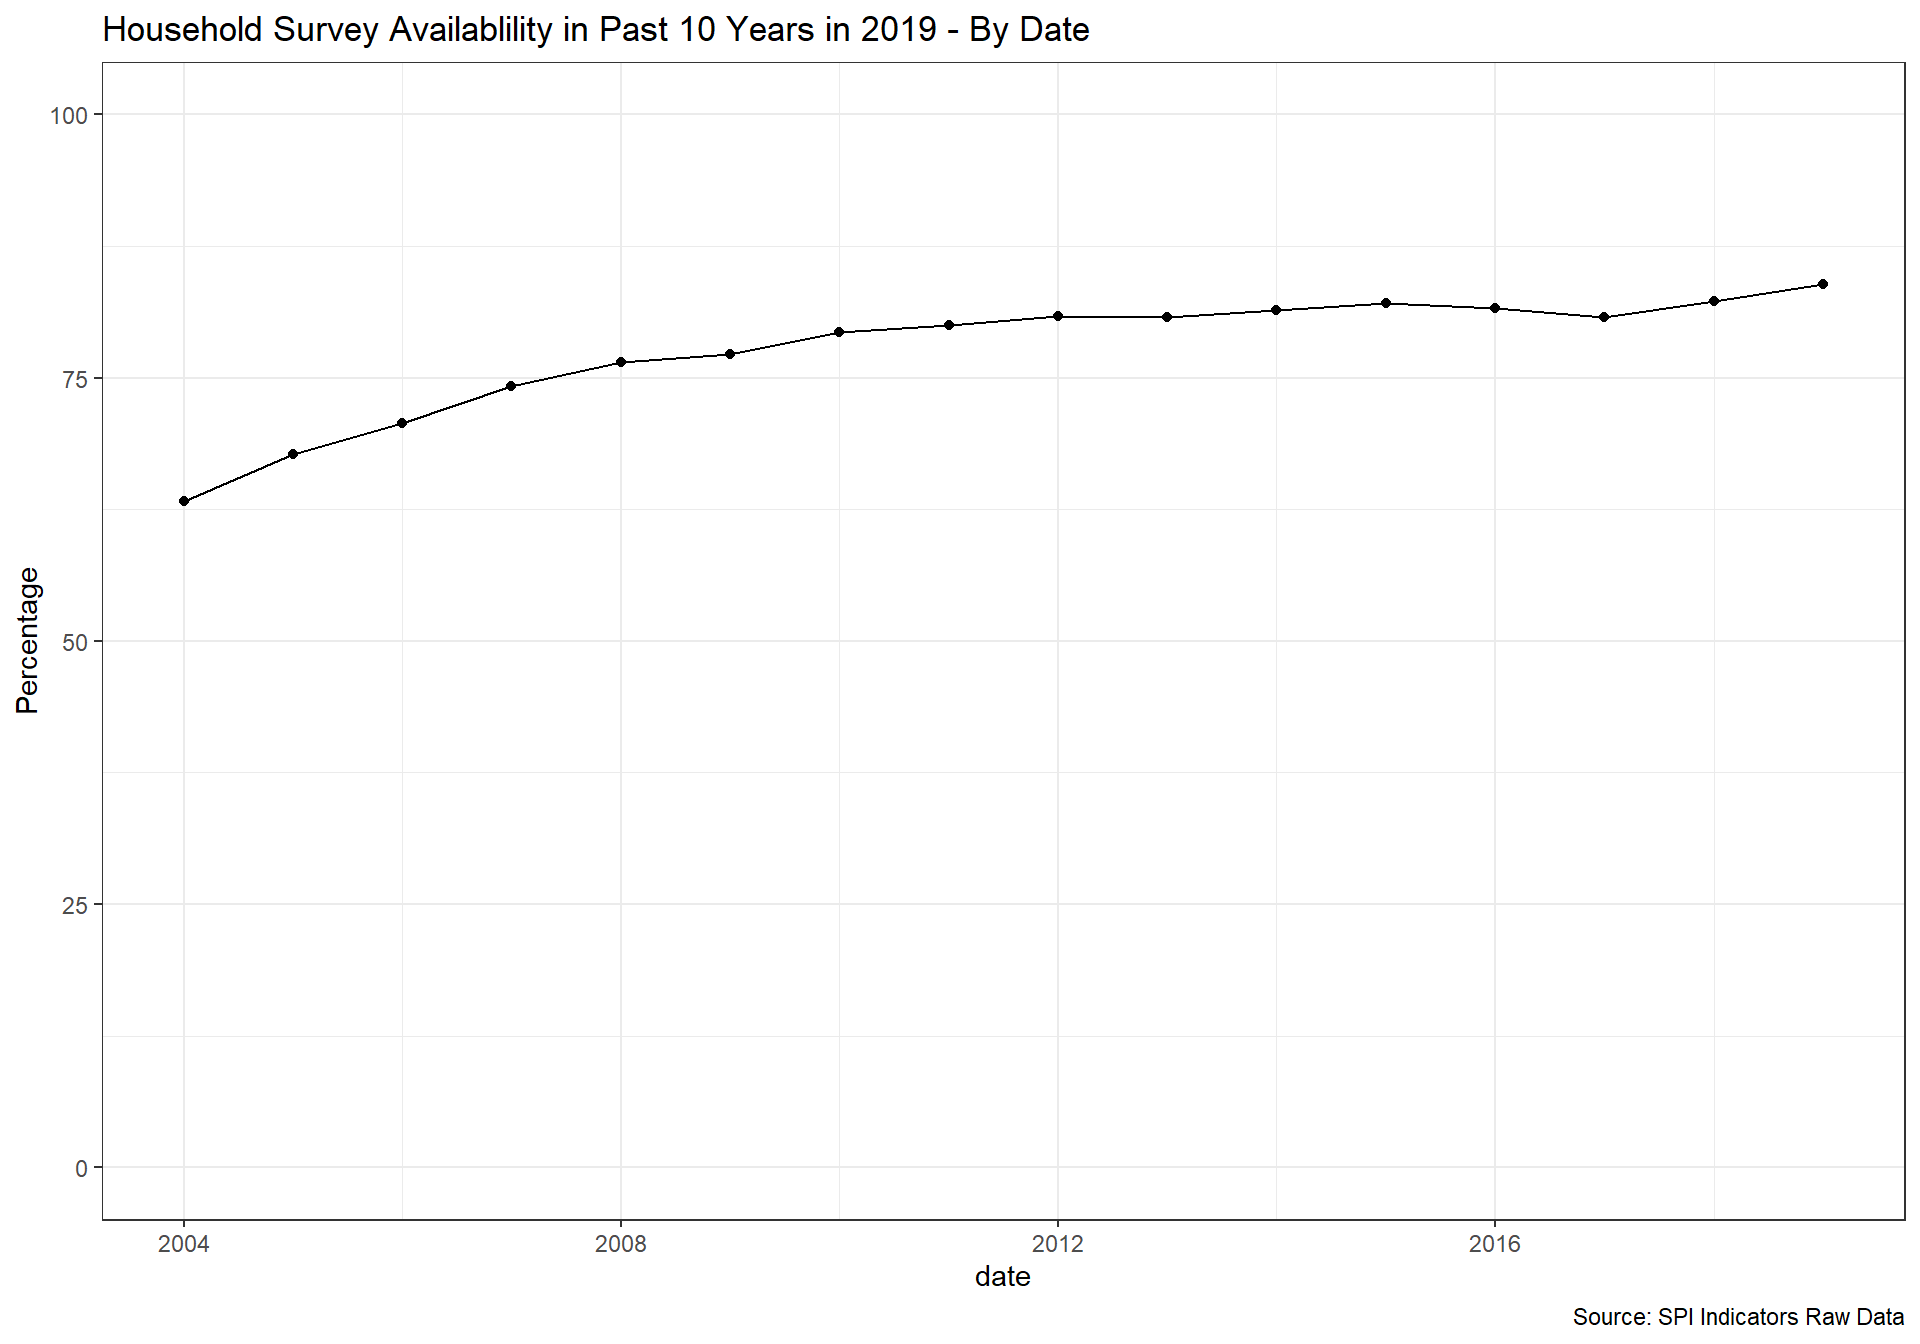 Household Survey Availablility in Past 10 Years in 2019 - By Date
100
75
50
25
0
Percentage
2004
2008
2012
2016
date
Source: SPI Indicators Raw Data